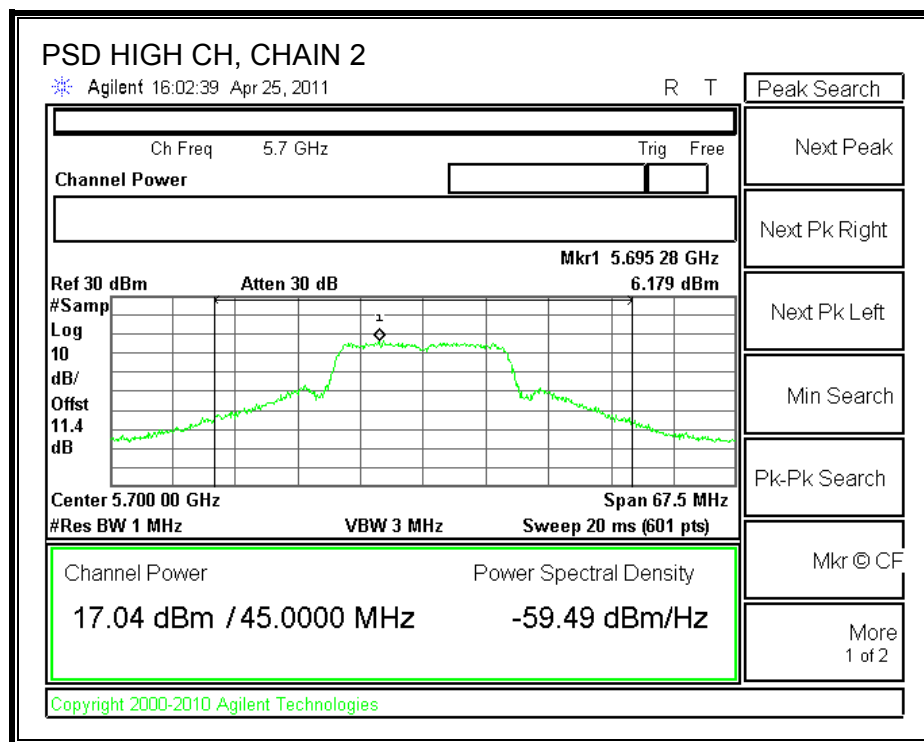 PSD HIGH CH, CHAIN 2
Agilent 16:02:39 Apr 25, 2011 R T
Peak Search
Ch Freq 5.7 GHz Trig Free
Channel Power
Mkr1 5.695 28 GHz
Ref 30 dBm Atten 30 dB 6.179 dBm
#Samp
Log
10
dB/
Offst
11.4
dB
1
Center 5.700 00 GHz Span 67.5 MHz
#Res BW 1 MHz VBW 3 MHz Sweep 20 ms (601 pts)
Channel Power Power Spectral Density
17.04 dBm / 45.0000 MHz -59.49 dBm/Hz
Next Peak
Next Pk Right
Next Pk Left
Min Search
Pk-Pk Search
Mkr © CF
More
1 of 2
Copyright 2000-2010 Agilent Technologies